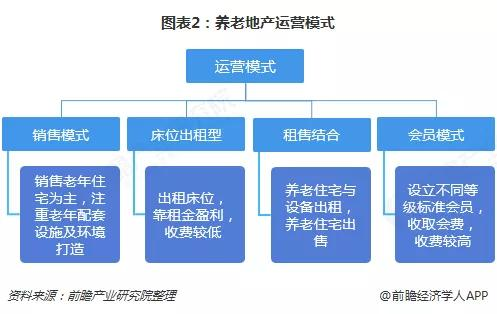 图表2：养老地产运营模式
运营模式
销售模式
床位出租型
租售结合
会员模式
销售老年住
宅为主，注
重老年配套
设施及环境
打造
出租床位，
靠租金盈利，
收费较低
养老住宅与
设备出租，
养老住宅出
售
设立不同等
级标准会员，
收取会费，
收费较高
资料来源：前瞻产业研究院整理
@前瞻经济学人APP